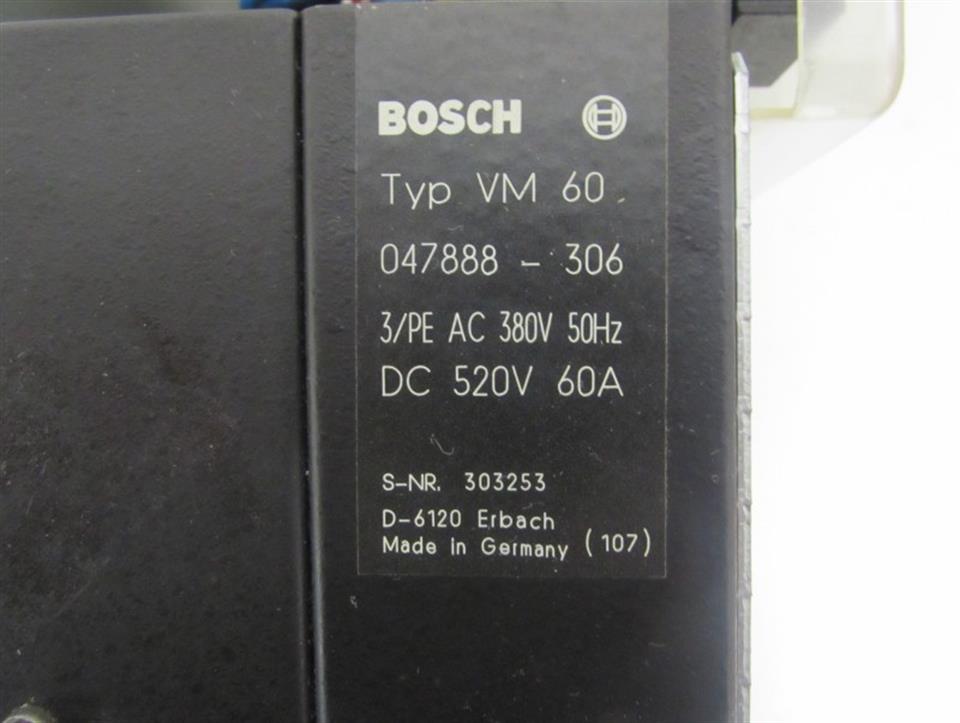 BOSCH
Typ VM 60
047888 - 306
3/PE AC 380V 50Hz
DC 520V 60A
S-NR. 303253
D-6120 Erbach
Made in Germany (107)